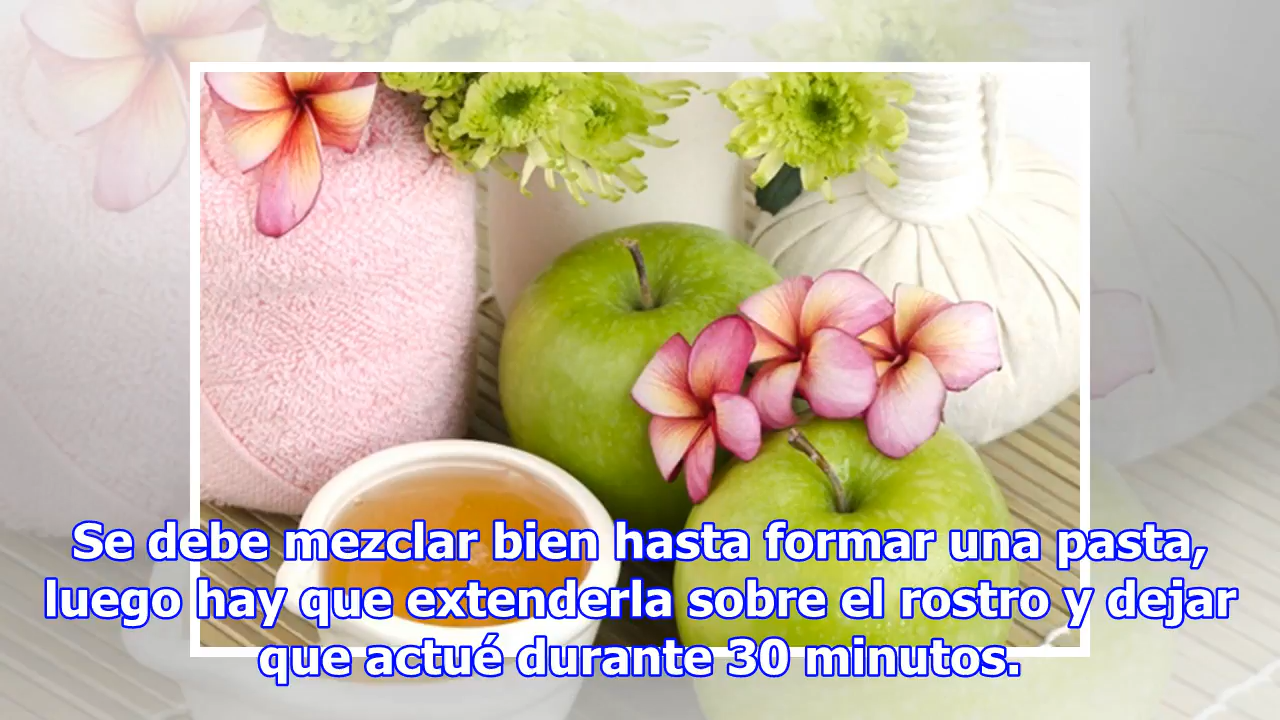 Se debe mezclar bien hasta formar una pasta,
luego hay que extenderla sobre el rostro y dejar
que actué durante 30 minutos.